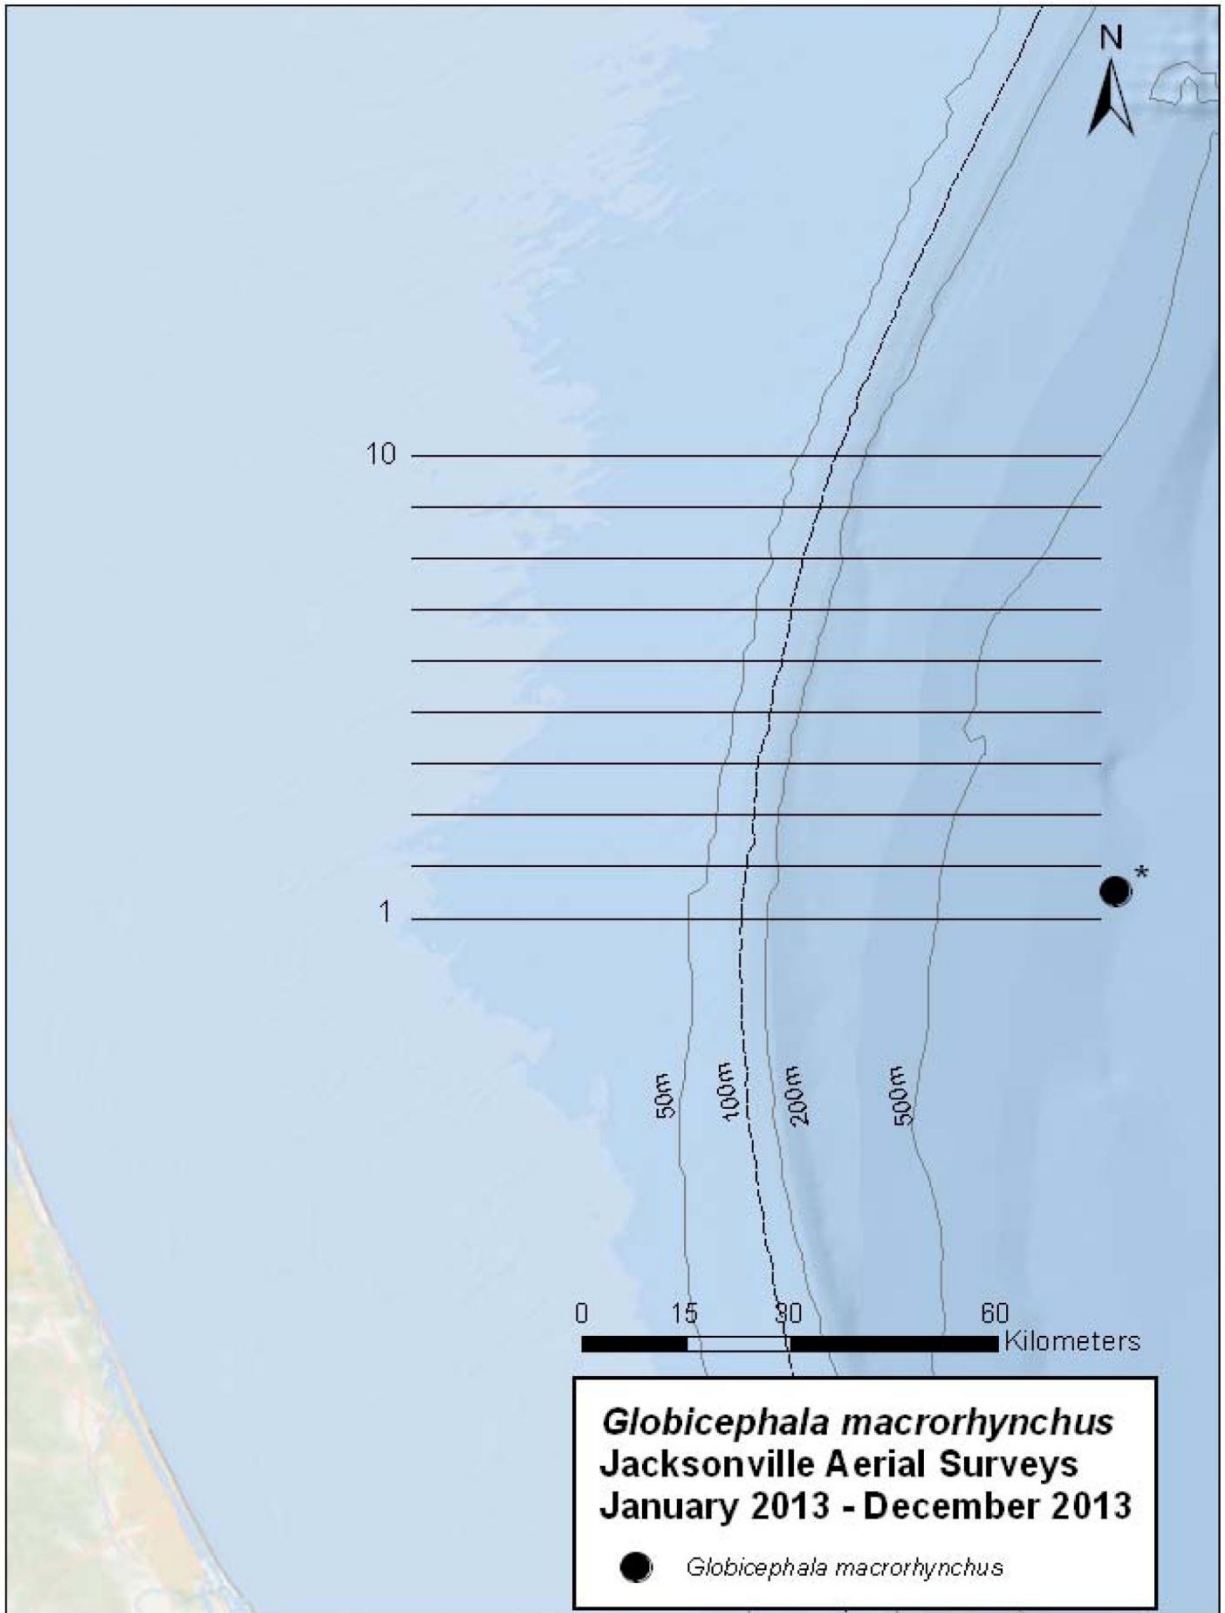 N
10
*
1
50m
100m
200m
500m
0 15 30 60
Kilometers
Globicephala macrorhynchus
Jacksonville Aerial Surveys
January 2013 - December 2013
Globicephala macrorhynchus